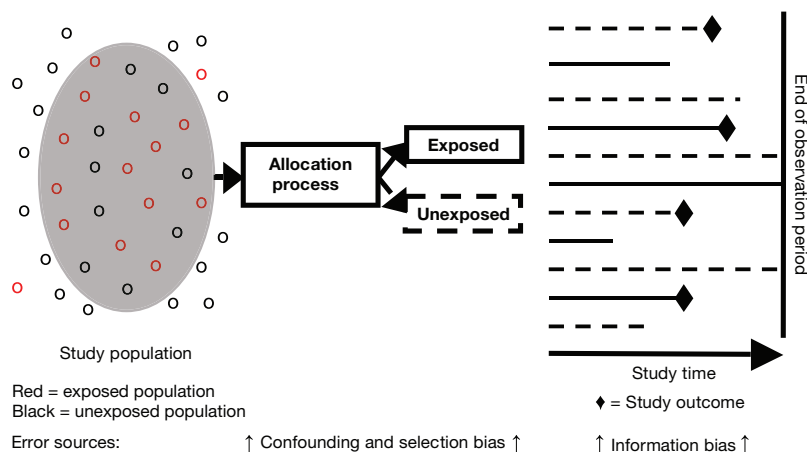 Allocation
process
Exposed
Unexposed
End of observation period
Study population
Study time
Red = exposed population
Black = unexposed population
♦ = Study outcome
Error sources:
↑ Confounding and selection bias ↑
↑ Information bias ↑